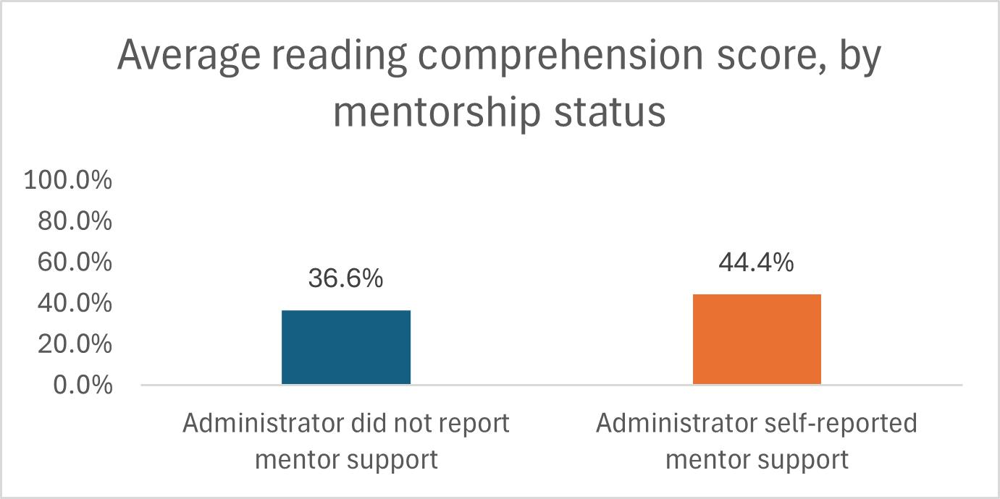 Average reading comprehension score, by
mentorship status
100.0%
80.0%
60.0%
40.0%
20.0%
0.0%
36.6%
44.4%
Administrator did not report
mentor support
Administrator self-reported
mentor support